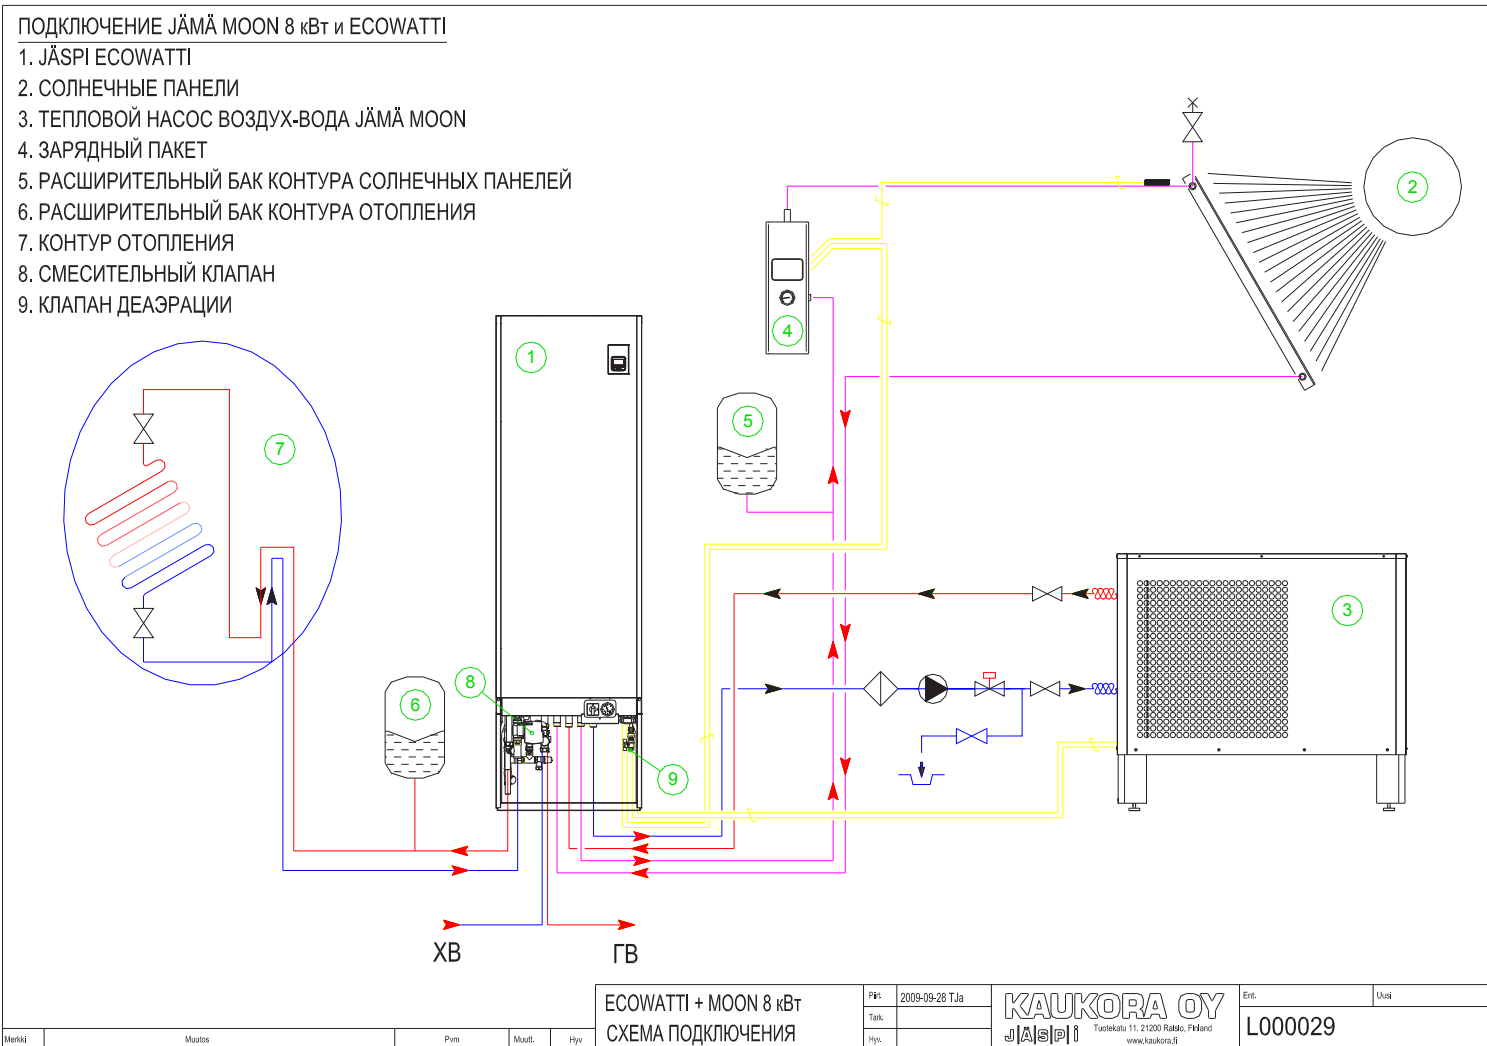 ПОДКЛЮЧЕНИЕ JÄMÄ MOON 8 кВт и ECOWATTI
1. JÄSPI ECOWATTI
2. СОЛНЕЧНЫЕ ПАНЕЛИ
3. ТЕПЛОВОЙ НАСОС ВОЗДУХ-ВОДА JÄMÄ MOON
4. ЗАРЯДНЫЙ ПАКЕТ
5. РАСШИРИТЕЛЬНЫЙ БАК КОНТУРА СОЛНЕЧНЫХ ПАНЕЛЕЙ
6. РАСШИРИТЕЛЬНЫЙ БАК КОНТУРА ОТОПЛЕНИЯ
7. КОНТУР ОТОПЛЕНИЯ
8. СМЕСИТЕЛЬНЫЙ КЛАПАН
9. КЛАПАН ДЕАЭРАЦИИ
2
4
1
5
7
3
8
6
9
ХВ
ГВ
Merkki
Muutos
Pvm
Muutt.
Hyv
ECOWATTI + MOON 8 кВт
СХЕМА ПОДКЛЮЧЕНИЯ
Piirt.
2009-09-28 TJa
Tark.
Hyv.
KAUKORA OY
JÄSPI
Tuotekatu 11, 21200 Raisio, Finland
www.kaukora.fi
Ent.
Uusi
L000029